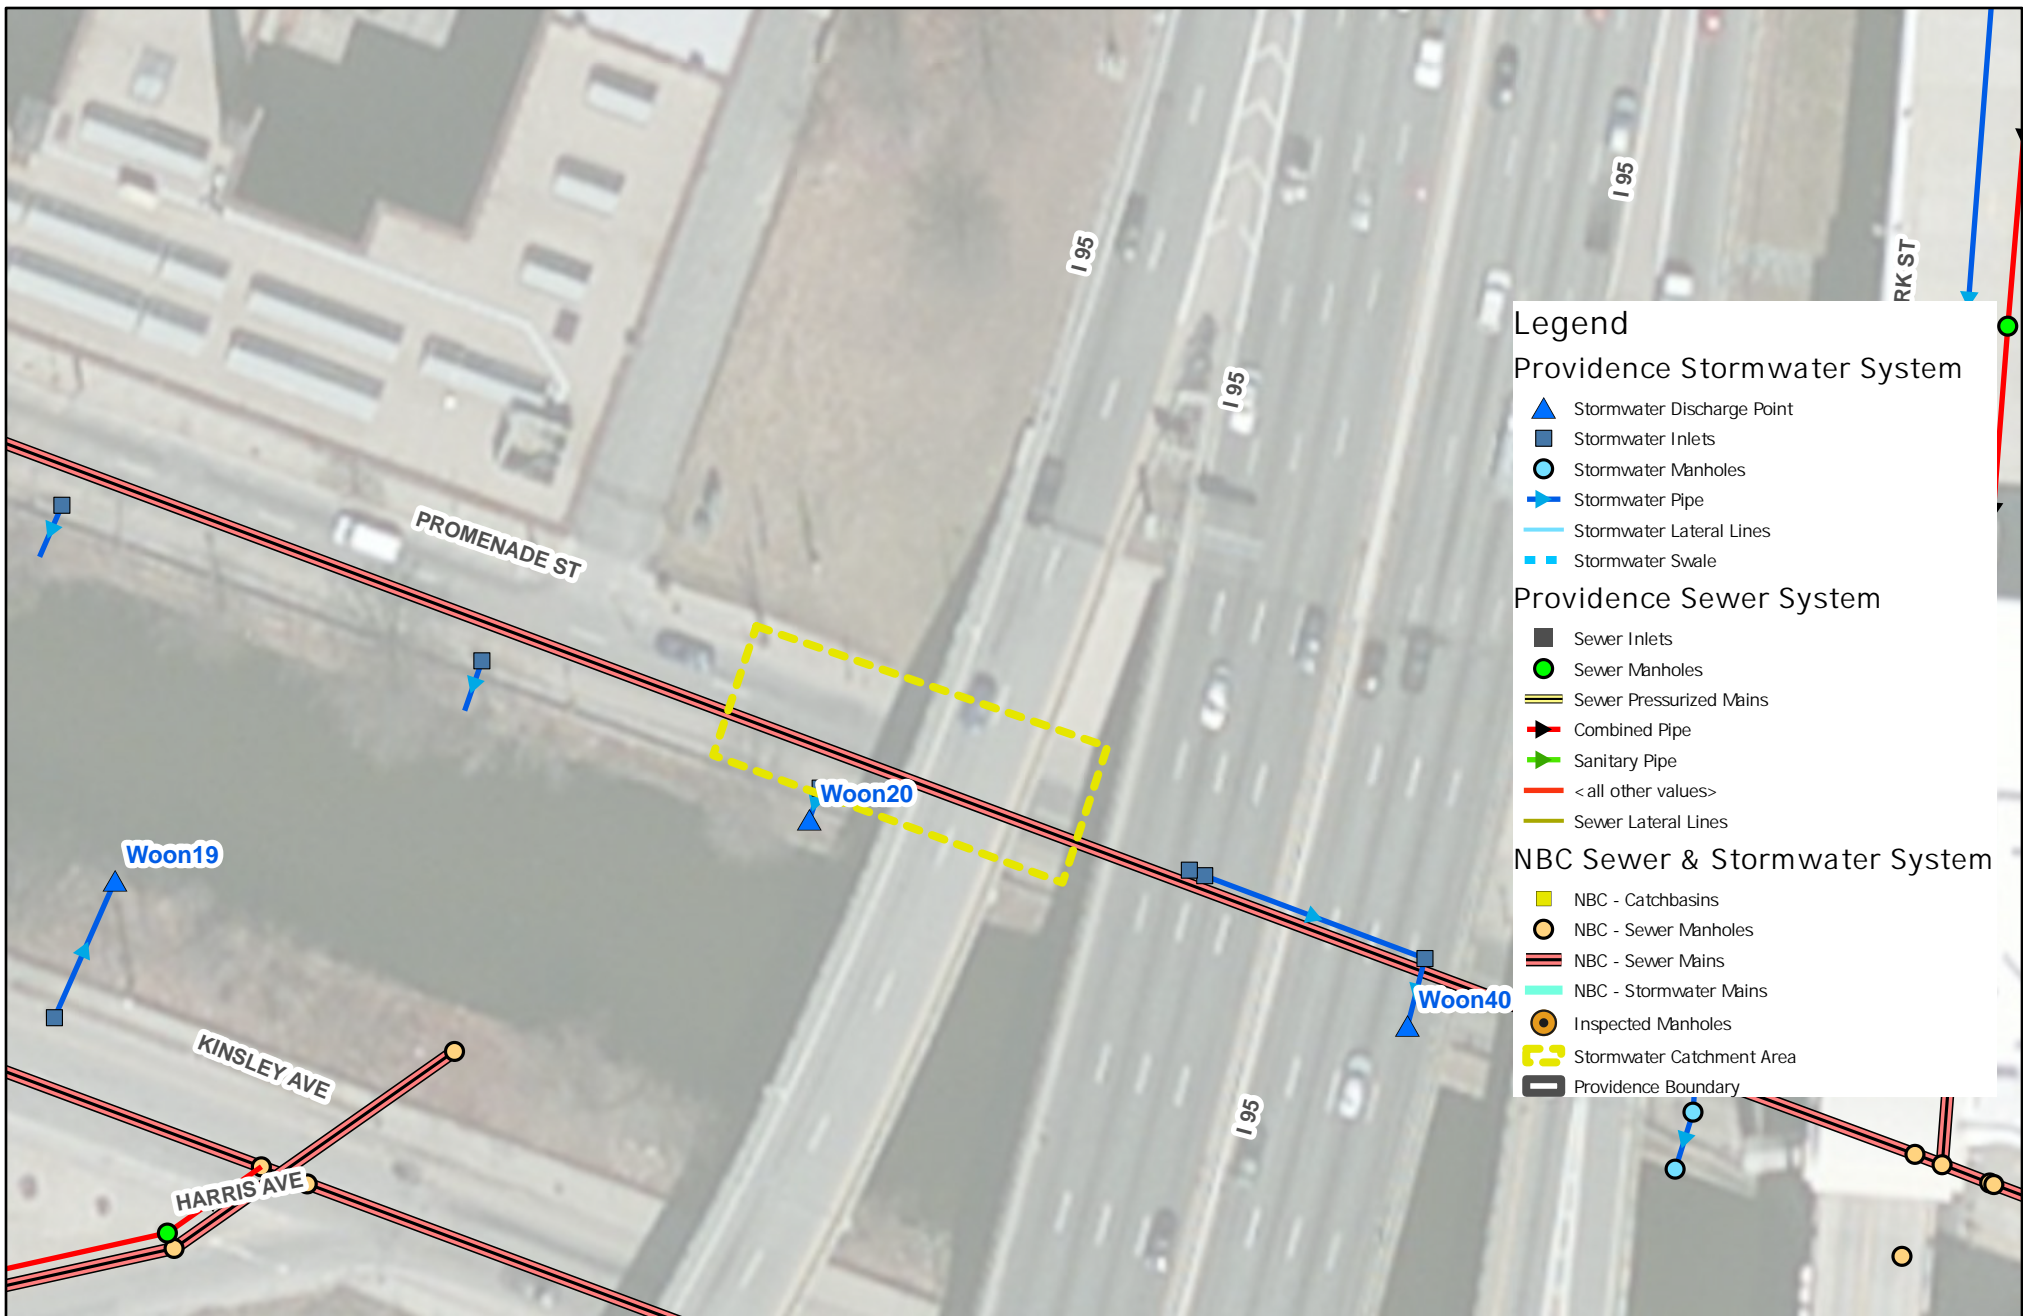 I 95
I 95
RK ST
I 95
PROMENADE ST
Woon20
Woon19
Woon40
KINSLEY AVE
HARRIS AVE
I 95
Legend
Providence Stormwater System
Stormwater Discharge Point
Stormwater Inlets
Stormwater Manholes
Stormwater Pipe
Stormwater Lateral Lines
Stormwater Swale
Providence Sewer System
Sewer Inlets
Sewer Manholes
Sewer Pressurized Mains
Combined Pipe
Sanitary Pipe
<all other values>
Sewer Lateral Lines
NBC Sewer & Stormwater System
NBC - Catchbasins
NBC - Sewer Manholes
NBC - Sewer Mains
NBC - Stormwater Mains
Inspected Manholes
Stormwater Catchment Area
Providence Boundary